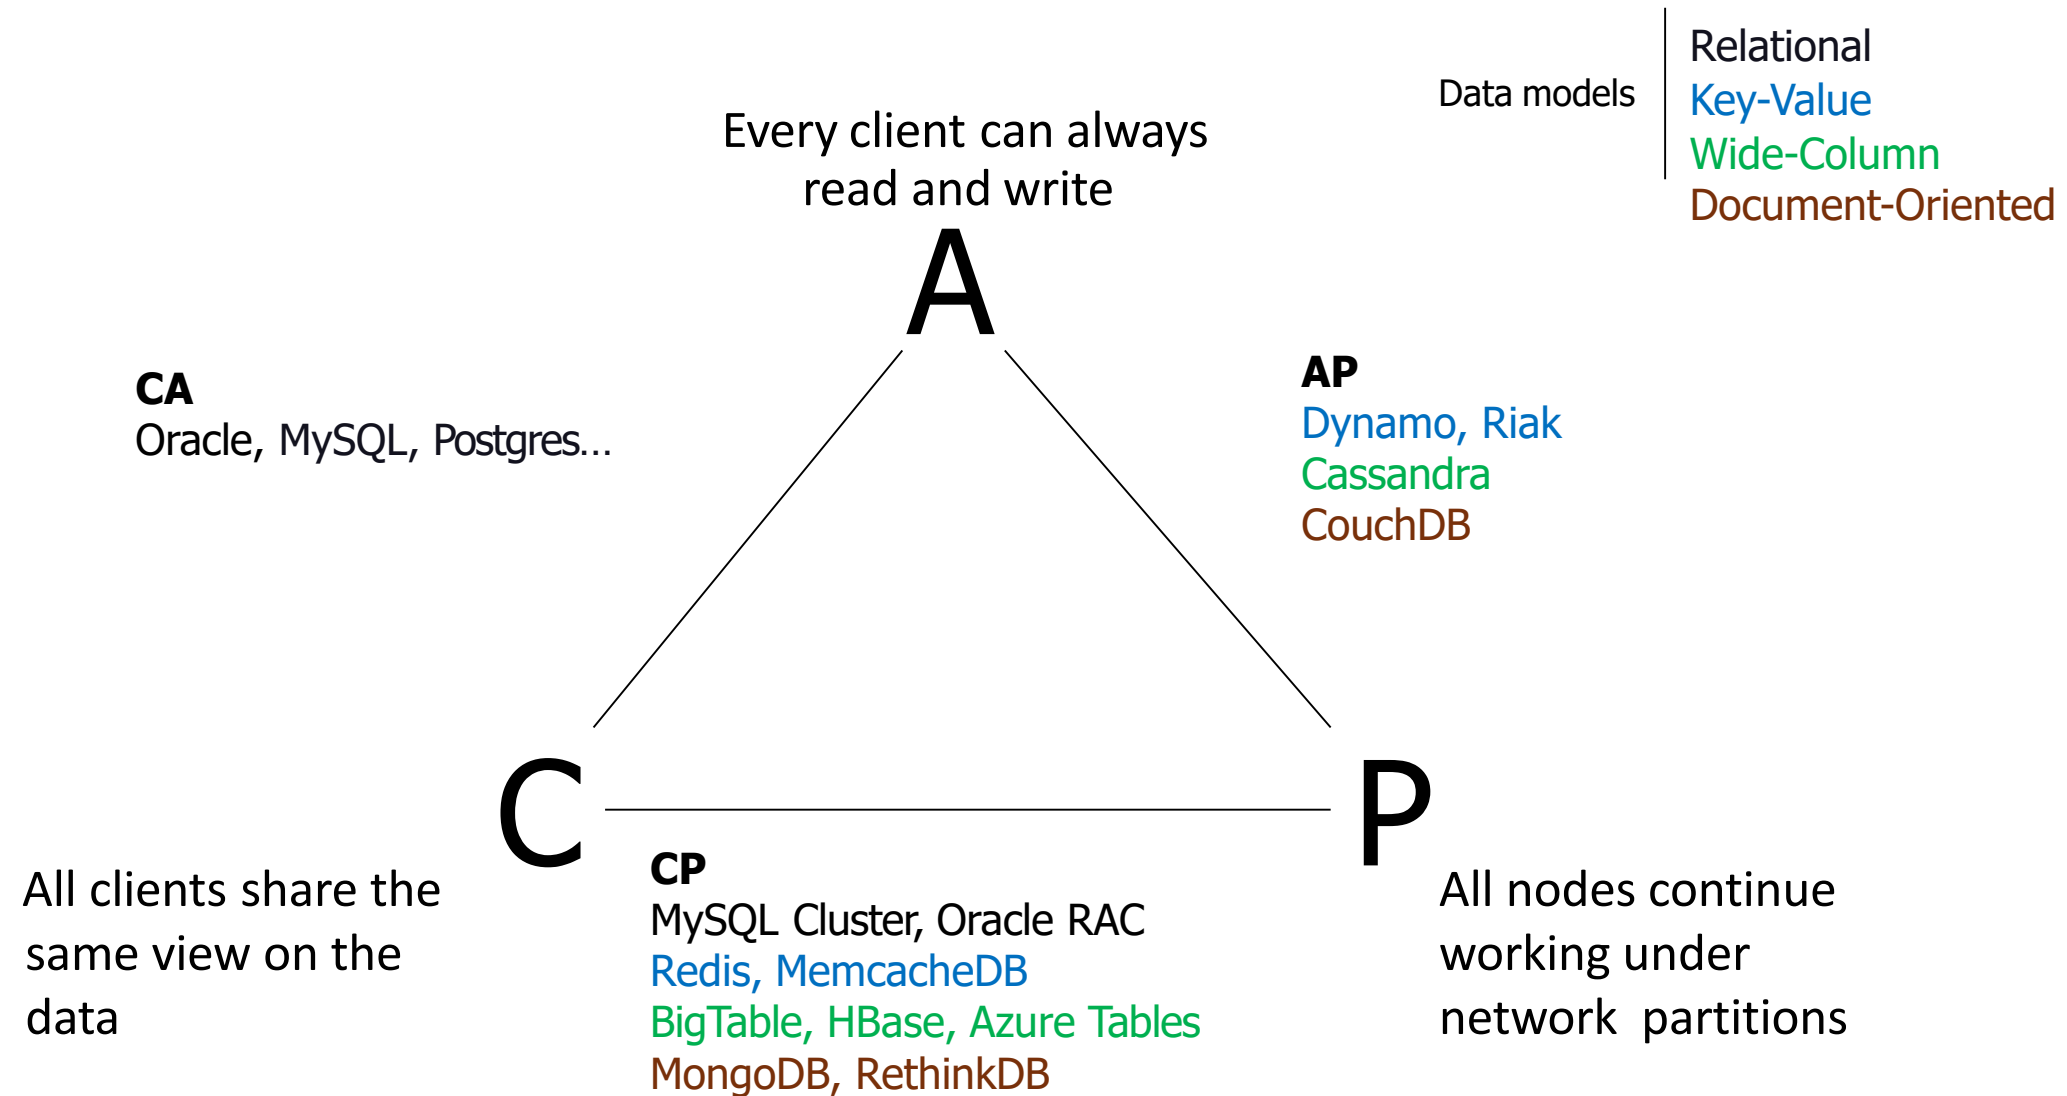 Data models
Relational
Key-Value
Wide-Column
Document-Oriented
Every client can always
read and write
A
CA
Oracle, MySQL, Postgres...
AP
Dynamo, Riak
Cassandra
CouchDB
C
P
All clients share the
same view on the
data
CP
MySQL Cluster, Oracle RAC
Redis, MemcacheDB
BigTable, HBase, Azure Tables
MongoDB, RethinkDB
All nodes continue
working under
network partitions